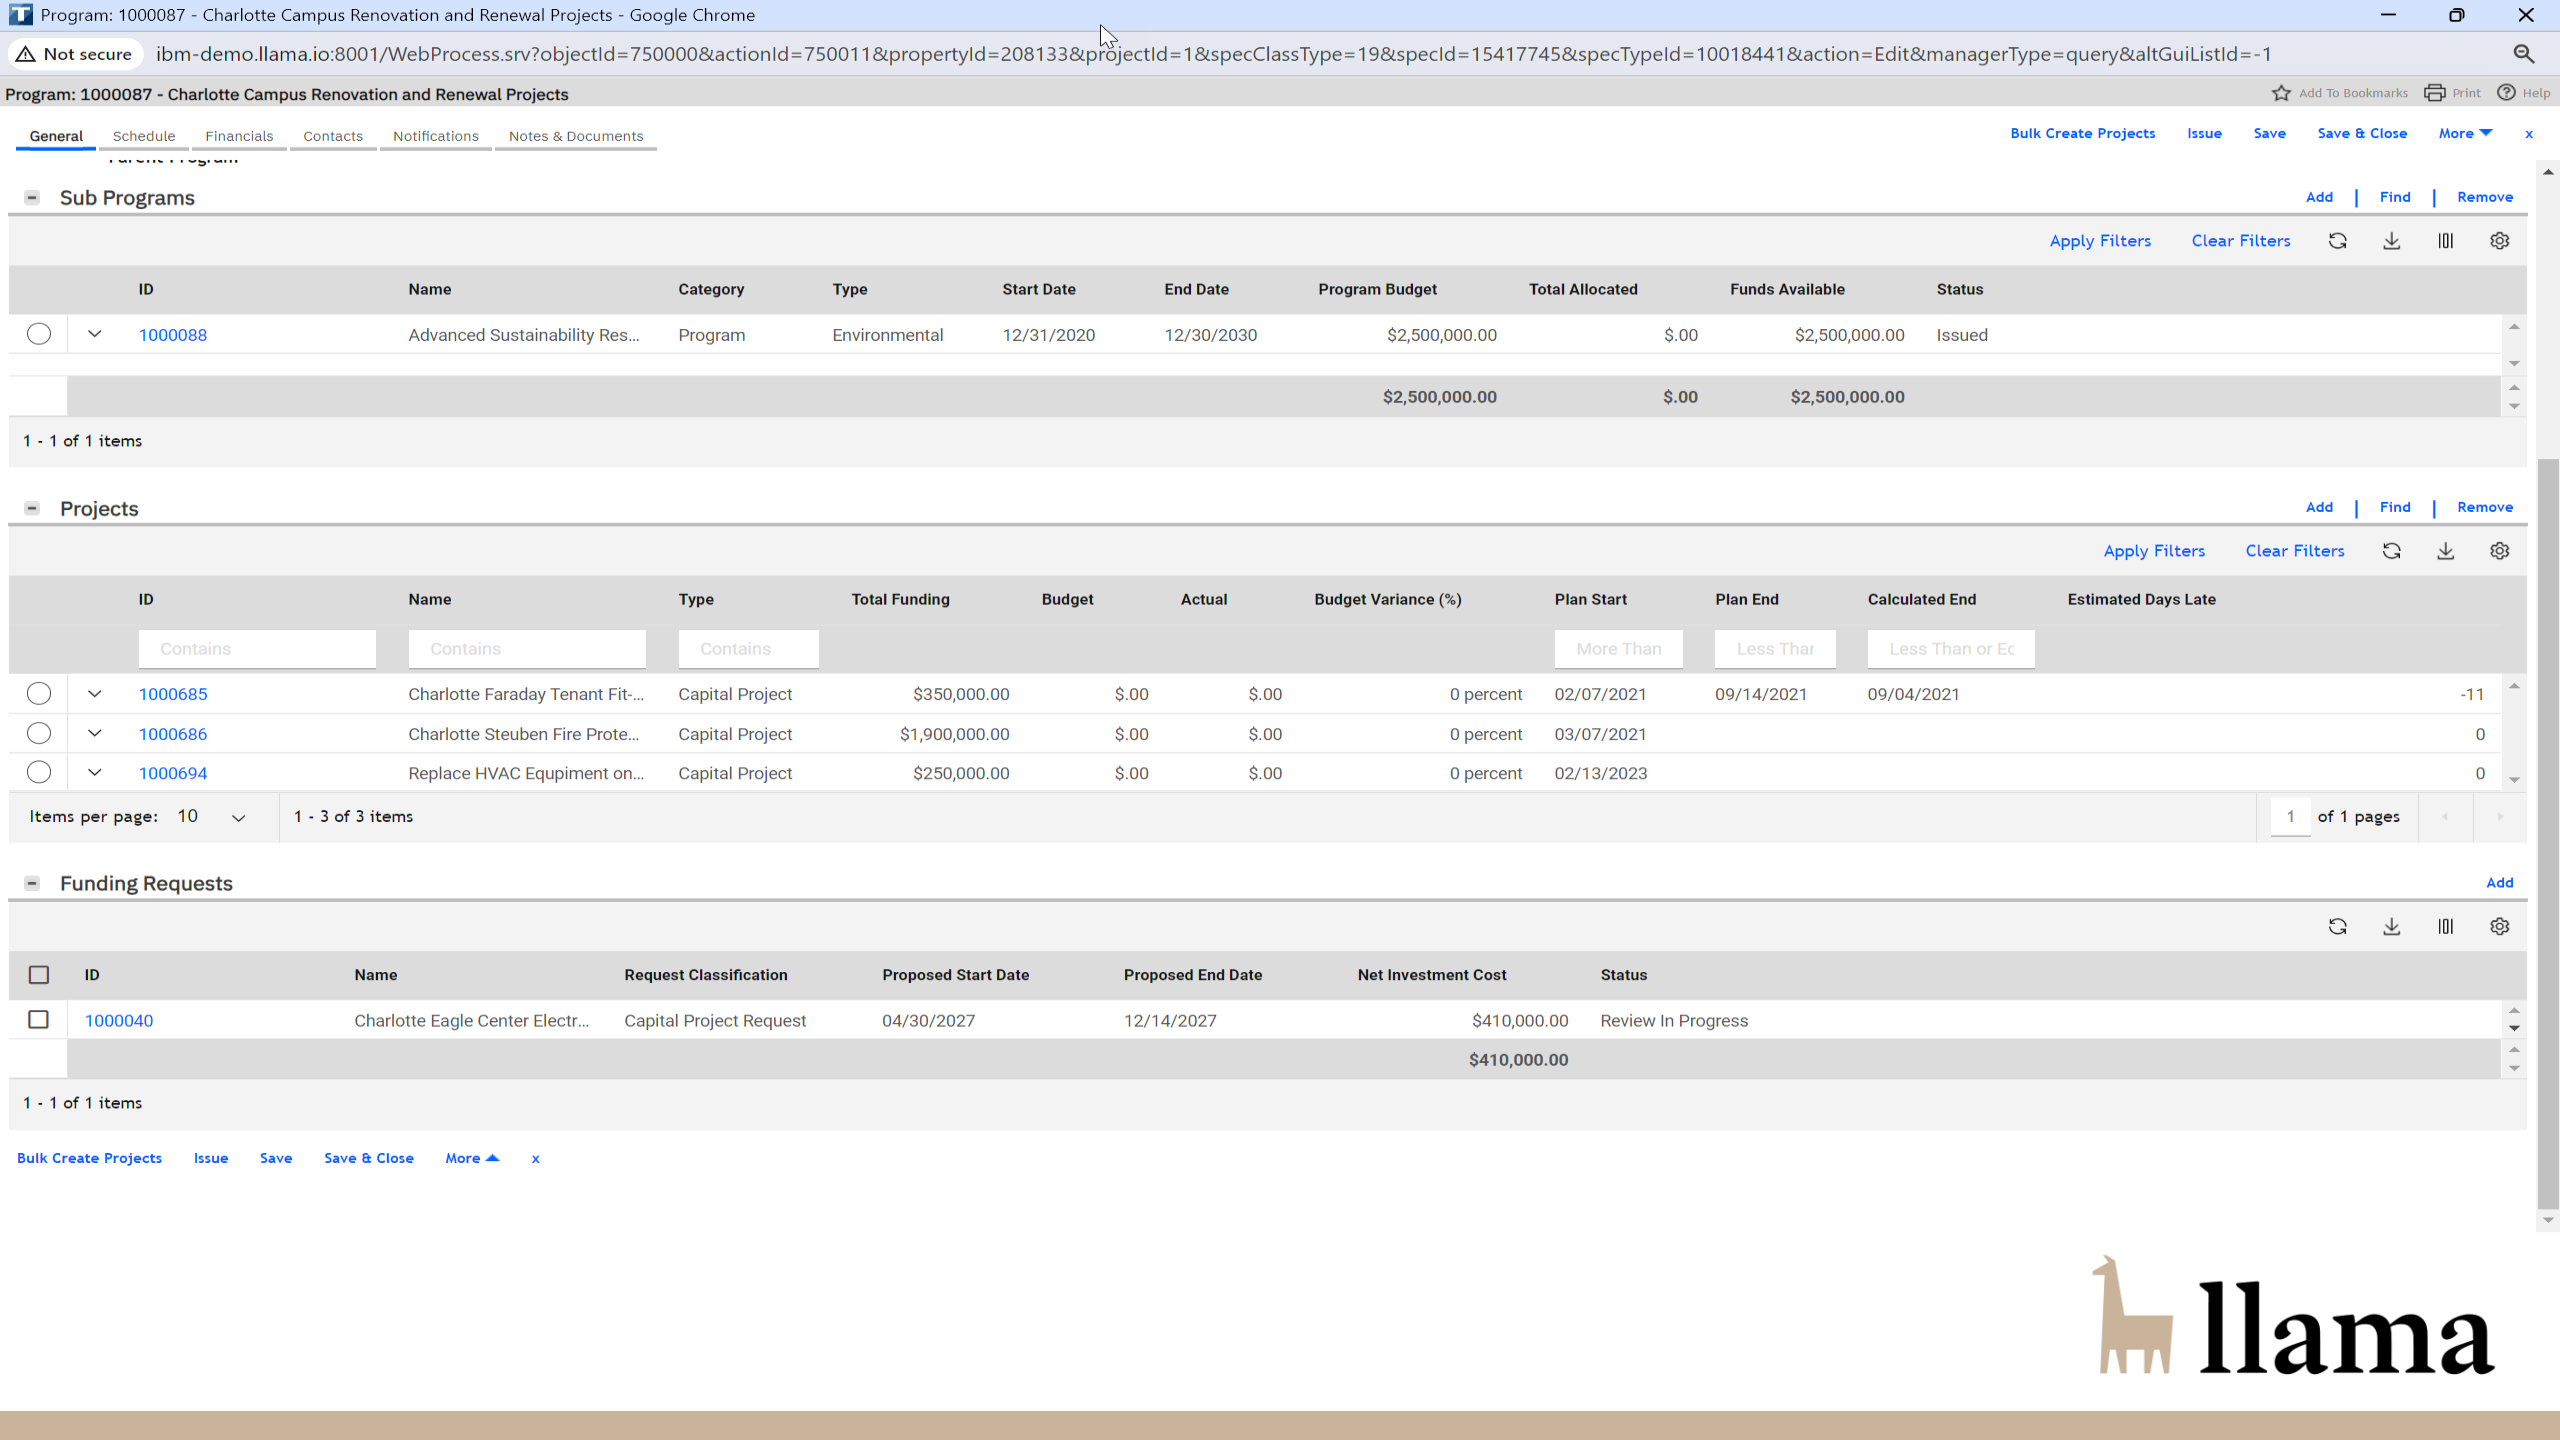 Program: 1000087 - Charlotte Campus Renovation and Renewal Projects - Google Chrome
Not secure ibm-demo.llama.io:8001/WebProcess.srv?objectId=750000&actionId=750011&propertyId=208133&projectId=1&specClassType=19&specId=15417745&specTypeId=10018441&action=Edit&managerType=query&altGuiListId=-1
Program: 1000087 - Charlotte Campus Renovation and Renewal Projects Add To Bookmarks Print Help
General Schedule Financials Contacts Notifications Notes & Documents Bulk Create Projects Issue Save Save & Close More x
Parent Program
Sub Programs Add | Find | Remove
Apply Filters Clear Filters
ID Name Category Type Start Date End Date Program Budget Total Allocated Funds Available Status
1000088 Advanced Sustainability Res... Program Environmental 12/31/2020 12/30/2030 $2,500,000.00 $.00 $2,500,000.00 Issued
$2,500,000.00 $.00 $2,500,000.00
1 - 1 of 1 items
Projects Add | Find | Remove
Apply Filters Clear Filters
ID Name Type Total Funding Budget Actual Budget Variance (%) Plan Start Plan End Calculated End Estimated Days Late
Contains Contains Contains More Than Less Thar Less Than or Ec
1000685 Charlotte Faraday Tenant Fit-... Capital Project $350,000.00 $.00 $.00 0 percent 02/07/2021 09/14/2021 09/04/2021 -11
1000686 Charlotte Steuben Fire Prote... Capital Project $1,900,000.00 $.00 $.00 0 percent 03/07/2021 0
1000694 Replace HVAC Equpiment on... Capital Project $250,000.00 $.00 $.00 0 percent 02/13/2023 0
Items per page: 10 1 - 3 of 3 items 1 of 1 pages
Funding Requests Add
ID Name Request Classification Proposed Start Date Proposed End Date Net Investment Cost Status
1000040 Charlotte Eagle Center Electr... Capital Project Request 04/30/2027 12/14/2027 $410,000.00 Review In Progress
$410,000.00
1 - 1 of 1 items
Bulk Create Projects Issue Save Save & Close More x
llama